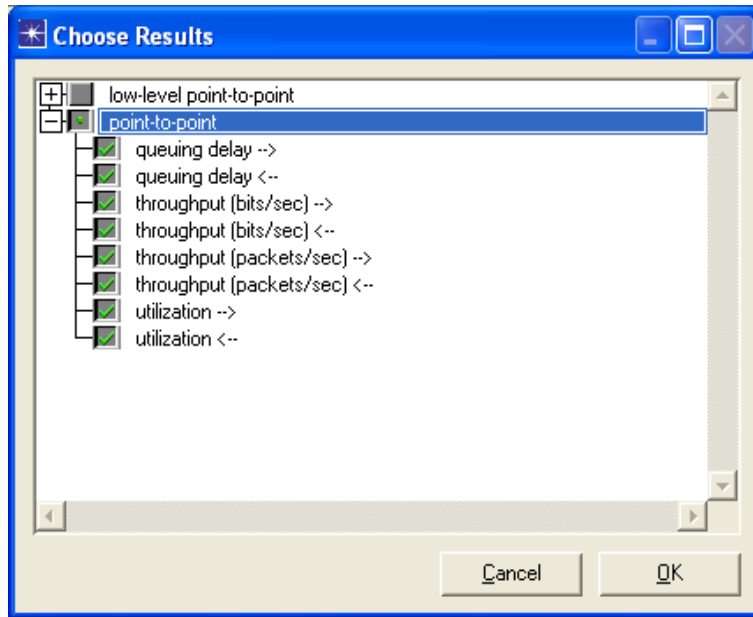 Choose Results
low-level point-to-point
point-to-point
queuing delay -->
queuing delay <--
throughput (bits/sec) -->
throughput (bits/sec) <--
throughput (packets/sec) -->
throughput (packets/sec) <--
utilization -->
utilization <--
Cancel OK